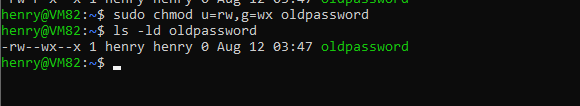 henry@VM82:~$ sudo chmod u=rw,g=wx oldpassword
henry@VM82:~$ ls -ld oldpassword
-rw--wx--x 1 henry henry 0 Aug 12 03:47 oldpassword
henry@VM82:~$